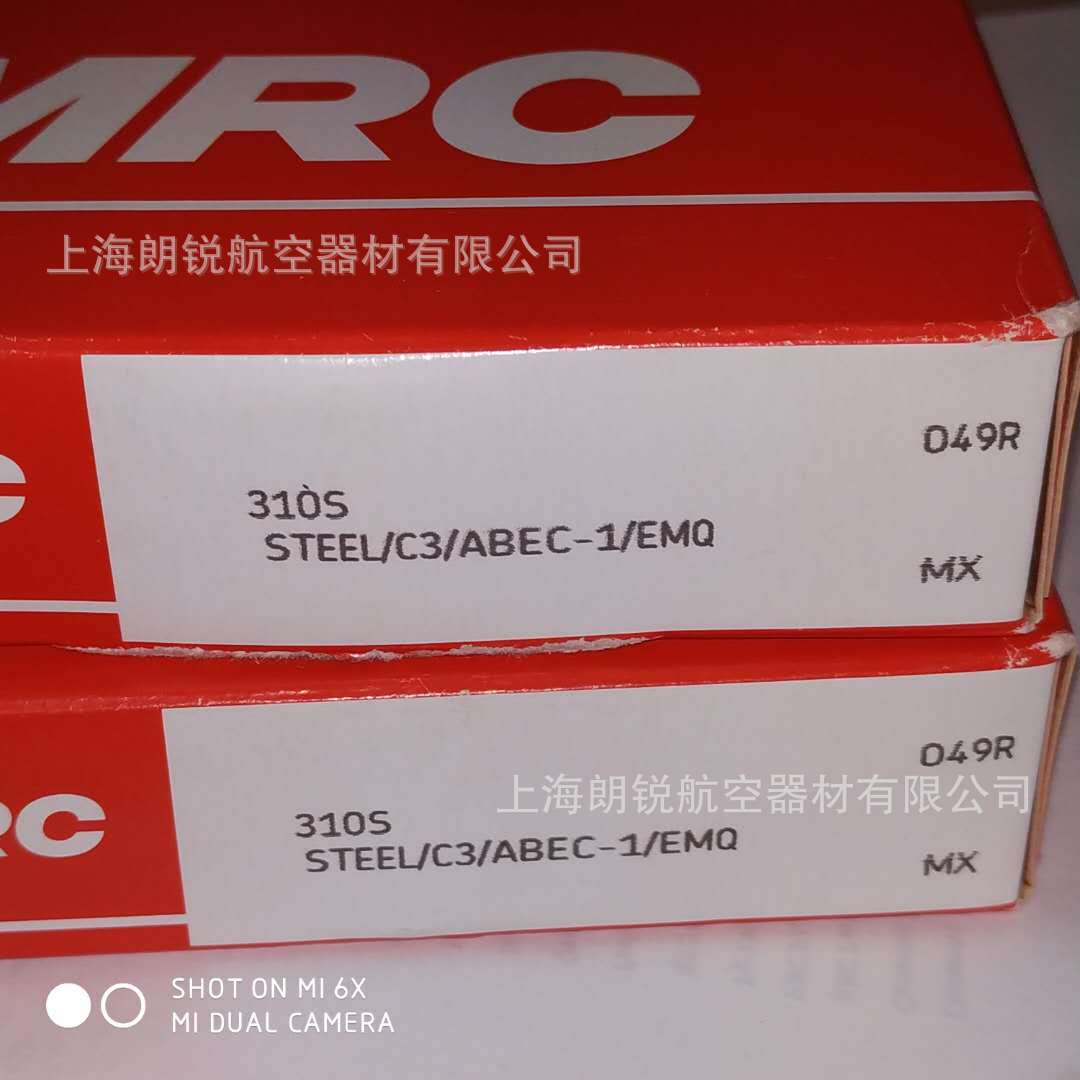 MRC
上海朗锐航空器材有限公司
049R
310S
STEEL/C3/ABEC-1/EMQ
MX
C
049R
上海朗锐航空器材有限公司
310S
STEEL/C3/ABEC-1/EMQ
MX
RC
SHOT ON MI 6X
MI DUAL CAMERA